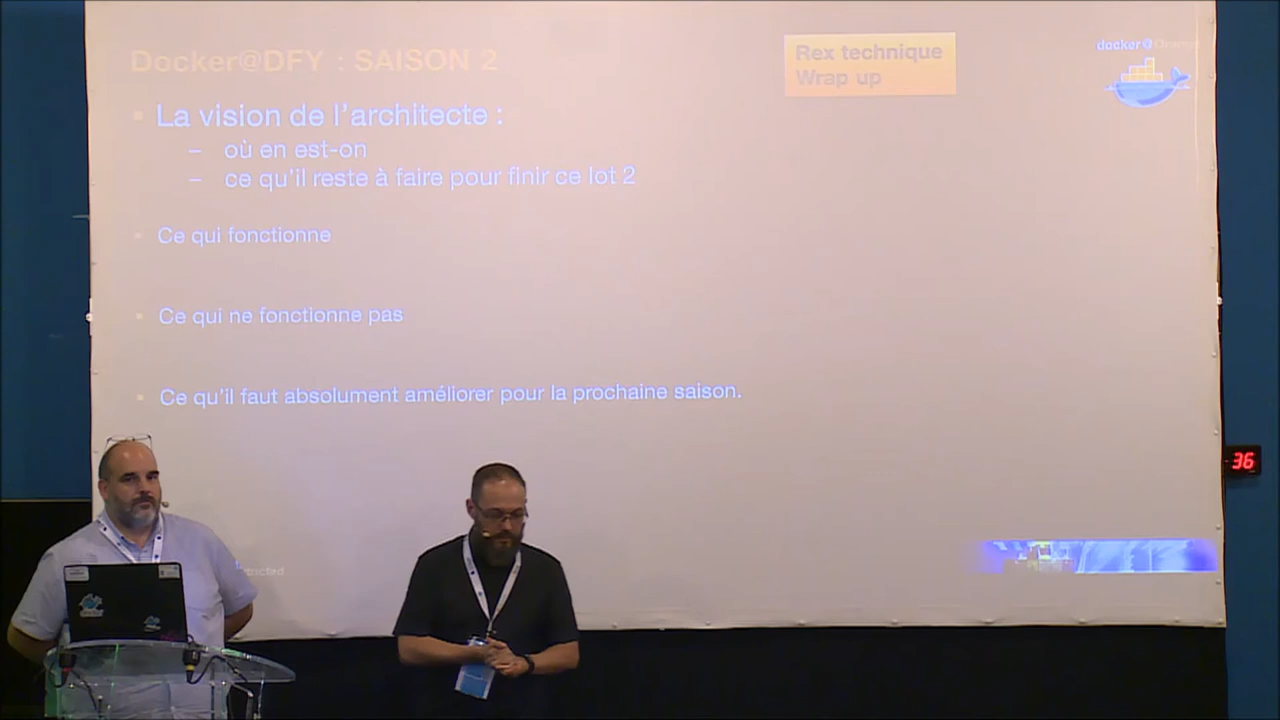 Docker@DFY : SAISON 2
Rex technique
Wrap up
docker@
La vision de l'architecte :
– où en est-on
– ce qu'il reste à faire pour finir ce lot 2
Ce qui fonctionne
Ce qui ne fonctionne pas
Ce qu'il faut absolument améliorer pour la prochaine saison.
36